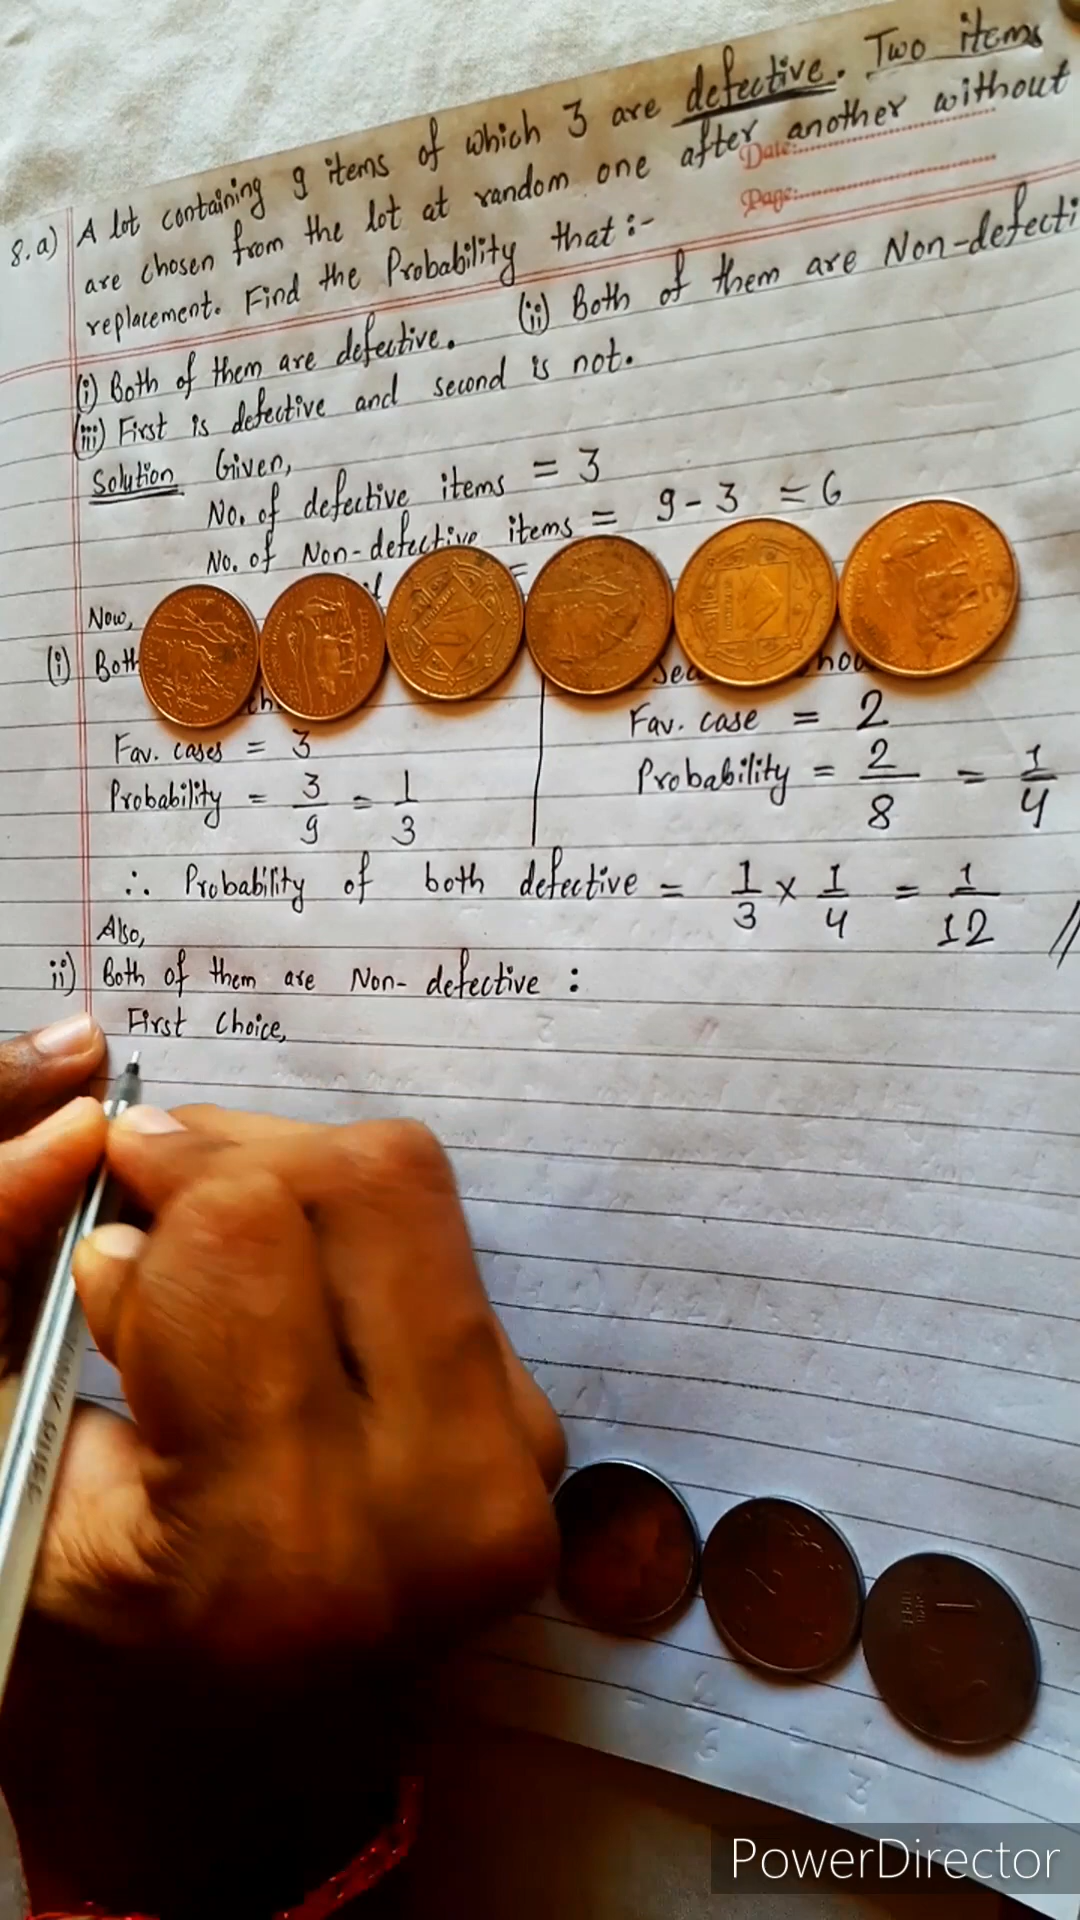 8. a) A lot containing 9 items of which 3 are defective. Two items
are chosen from the lot at random one after another without
Date:
Page:
replacement. Find the Probability that :-
(i) Both of them are defective. (ii) Both of them are Non-defecti
(iii) First is defective and second is not.
Solution Given,
No. of defective items = 3
No. of Non-defective items = 9 - 3 = 6
=
Now,
(i) Both
Fav. cases = 3
Probability = 3/9 = 1/3
Fav. case = 2
Probability = 2/8 = 1/4
∴ Probability of both defective = 1/3 × 1/4 = 1/12 //
Also,
ii) Both of them are Non-defective :
First Choice,
1
PowerDirector